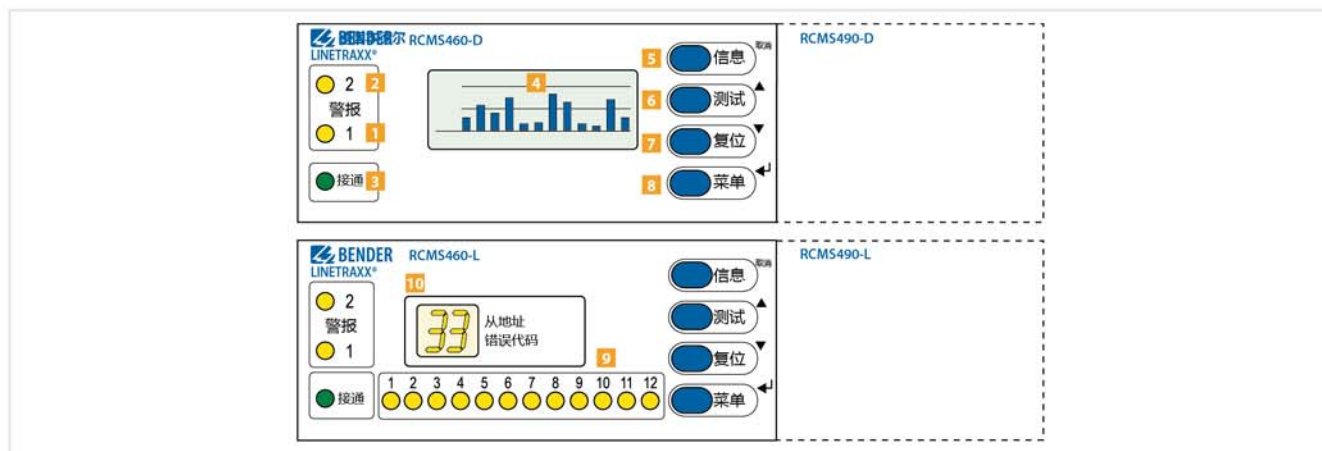 BENDER RCMS460-D
LINETRAXX®
2 2
警报
1 1
接通 3
4
5 信息 取消
6 测试 ▲
7 复位 ▼
8 菜单 ↵
RCMS490-D
BENDER RCMS460-L
LINETRAXX®
2
警报
1
接通
10
33 从地址
错误代码
9
1 2 3 4 5 6 7 8 9 10 11 12
信息 取消
测试 ▲
复位 ▼
菜单 ↵
RCMS490-L